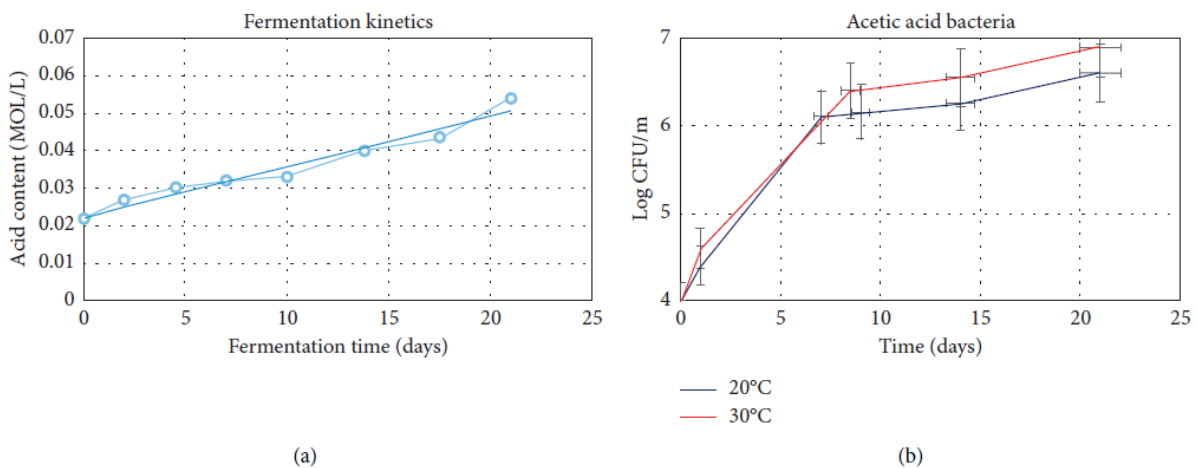 Fermentation kinetics
Acid content (MOL/L)
0.07
0.06
0.05
0.04
0.03
0.02
0.01
0
0 5 10 15 20 25
Fermentation time (days)
(a)
Acetic acid bacteria
Log CFU/m
7
6
5
4
0 5 10 15 20 25
Time (days)
20°C
30°C
(b)